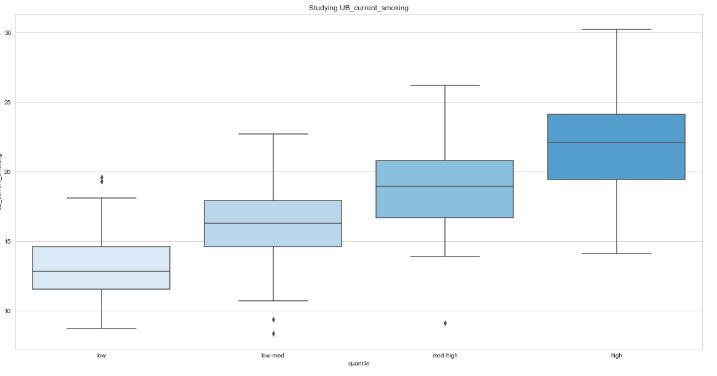 Studying UB_current_smoking
30
25
20
15
10
low
low-med
med-high
high
quantile